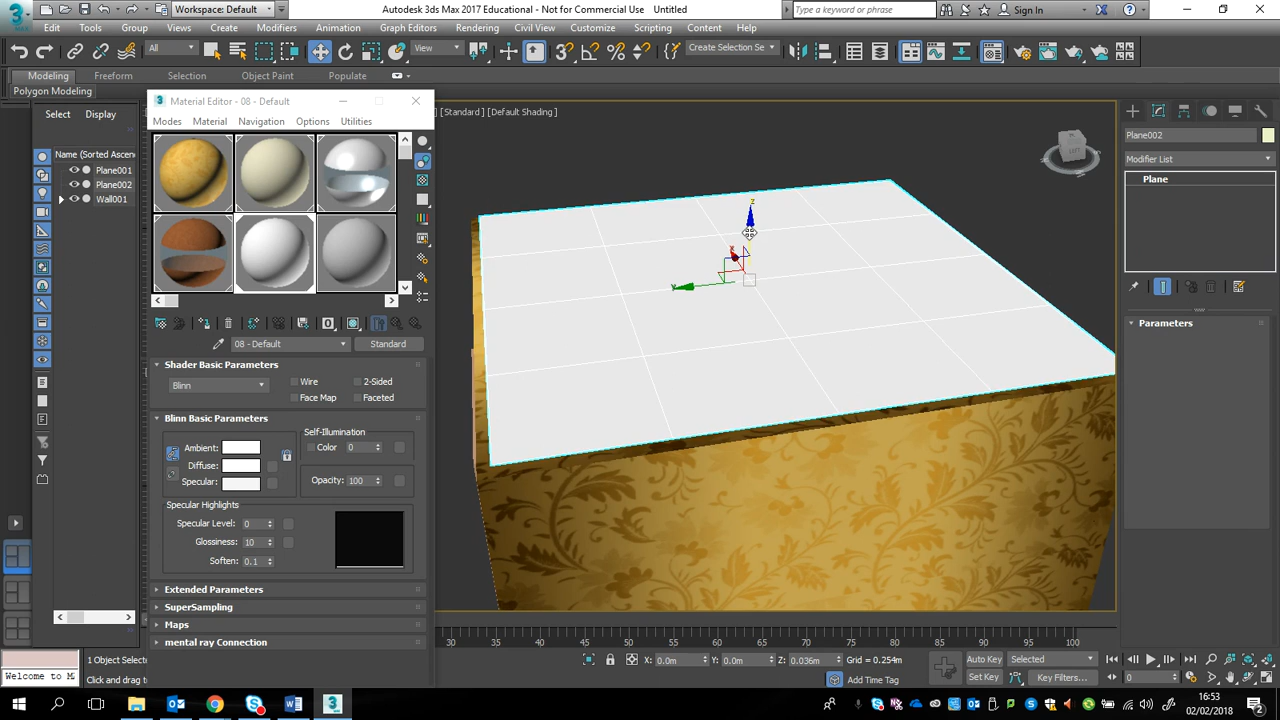 Workspace: Default
Autodesk 3ds Max 2017 Educational - Not for Commercial Use   Untitled
Type a keyword or phrase
Sign In
Edit Tools Group Views Create Modifiers Animation Graph Editors Rendering Civil View Customize Scripting Content Help
All
View
Create Selection Se
Modeling Freeform Selection Object Paint Populate
Polygon Modeling
Select Display
Name (Sorted Ascen
Plane001
Plane002
Wall001
Material Editor - 08 - Default
Modes Material Navigation Options Utilities
08 - Default
Standard
Shader Basic Parameters
Blinn
Wire
2-Sided
Face Map
Faceted
Blinn Basic Parameters
Self-Illumination
Ambient:
Color 0
Diffuse:
Specular:
Opacity: 100
Specular Highlights
Specular Level: 0
Glossiness: 10
Soften: 0.1
Extended Parameters
SuperSampling
Maps
mental ray Connection
[Standard] [Default Shading]
LEFT
z
x
y
Plane002
Modifier List
Plane
Parameters
30 35 40 45 50 55 60 65 70 75 80 85 90 95 100
1 Object Selec
X: 0.0m Y: 0.0m Z: 0.036m Grid = 0.254m
Auto Key
Selected
Welcome to M
Click and drag t
Add Time Tag
Set Key
Key Filters...
0
16:53
02/02/2018